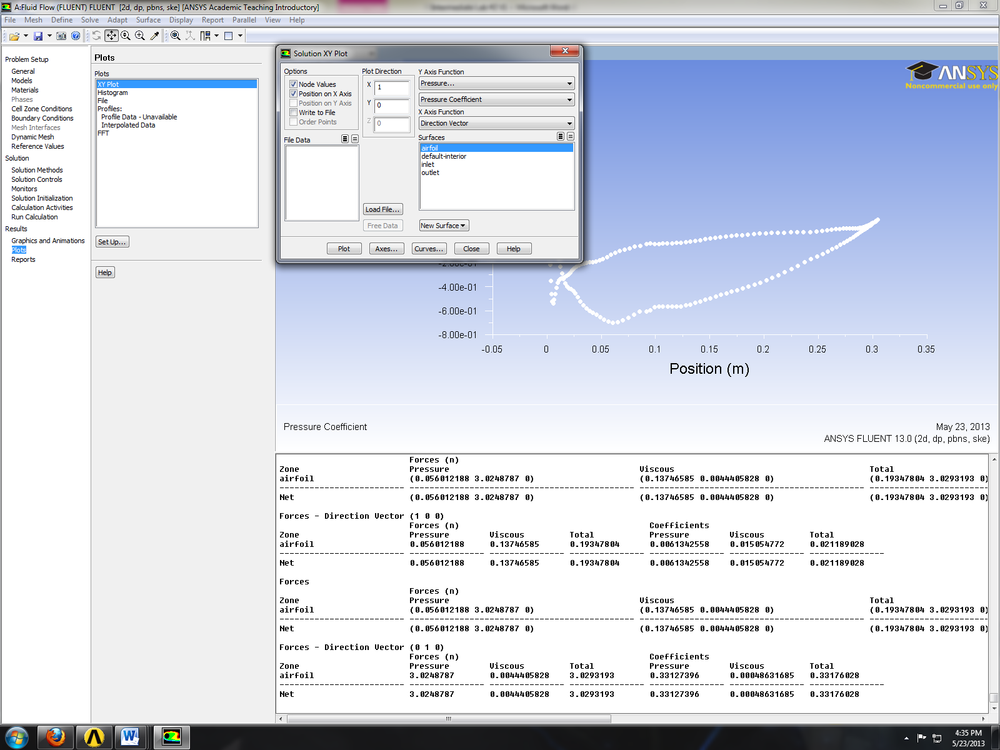 A:Fluid Flow (FLUENT) FLUENT [2d, dp, pbns, ske] [ANSYS Academic Teaching Introductory]
File Mesh Define Solve Adapt Surface Display Report Parallel View Help
Problem Setup
General
Models
Materials
Phases
Cell Zone Conditions
Boundary Conditions
Mesh Interfaces
Dynamic Mesh
Reference Values
Solution
Solution Methods
Solution Controls
Monitors
Solution Initialization
Calculation Activities
Run Calculation
Results
Graphics and Animations
Plots
Reports
Plots
Plots
XY Plot
Histogram
File
Profiles:
Profile Data - Unavailable
Interpolated Data
FFT
Set Up...
Help
Solution XY Plot
Options
Node Values
Position on X Axis
Position on Y Axis
Write to File
Order Points
Plot Direction
X 1
Y 0
Z 0
Y Axis Function
Pressure...
Pressure Coefficient
X Axis Function
Direction Vector
File Data
Surfaces
airfoil
default-interior
inlet
outlet
Load File...
Free Data
New Surface
Plot Axes... Curves... Close Help
ANSYS
Noncommercial use only
-2.00e-01
-4.00e-01
-6.00e-01
-8.00e-01
-0.05 0 0.05 0.1 0.15 0.2 0.25 0.3 0.35
Position (m)
Pressure Coefficient
May 23, 2013
ANSYS FLUENT 13.0 (2d, dp, pbns, ske)
Forces (n)
Zone Pressure Viscous Total
airfoil (0.056012188 3.0248787 0) (0.13746585 0.0044405828 0) (0.19347804 3.0293193 0)
Net (0.056012188 3.0248787 0) (0.13746585 0.0044405828 0) (0.19347804 3.0293193 0)
Forces - Direction Vector (1 0 0)
Forces (n) Coefficients
Zone Pressure Viscous Total Pressure Viscous Total
airfoil 0.056012188 0.13746585 0.19347804 0.0061342558 0.015054772 0.021189028
Net 0.056012188 0.13746585 0.19347804 0.0061342558 0.015054772 0.021189028
Forces
Forces (n)
Zone Pressure Viscous Total
airfoil (0.056012188 3.0248787 0) (0.13746585 0.0044405828 0) (0.19347804 3.0293193 0)
Net (0.056012188 3.0248787 0) (0.13746585 0.0044405828 0) (0.19347804 3.0293193 0)
Forces - Direction Vector (0 1 0)
Forces (n) Coefficients
Zone Pressure Viscous Total Pressure Viscous Total
airfoil 3.0248787 0.0044405828 3.0293193 0.33127396 0.00048631685 0.33176028
Net 3.0248787 0.0044405828 3.0293193 0.33127396 0.00048631685 0.33176028
4:35 PM
5/23/2013